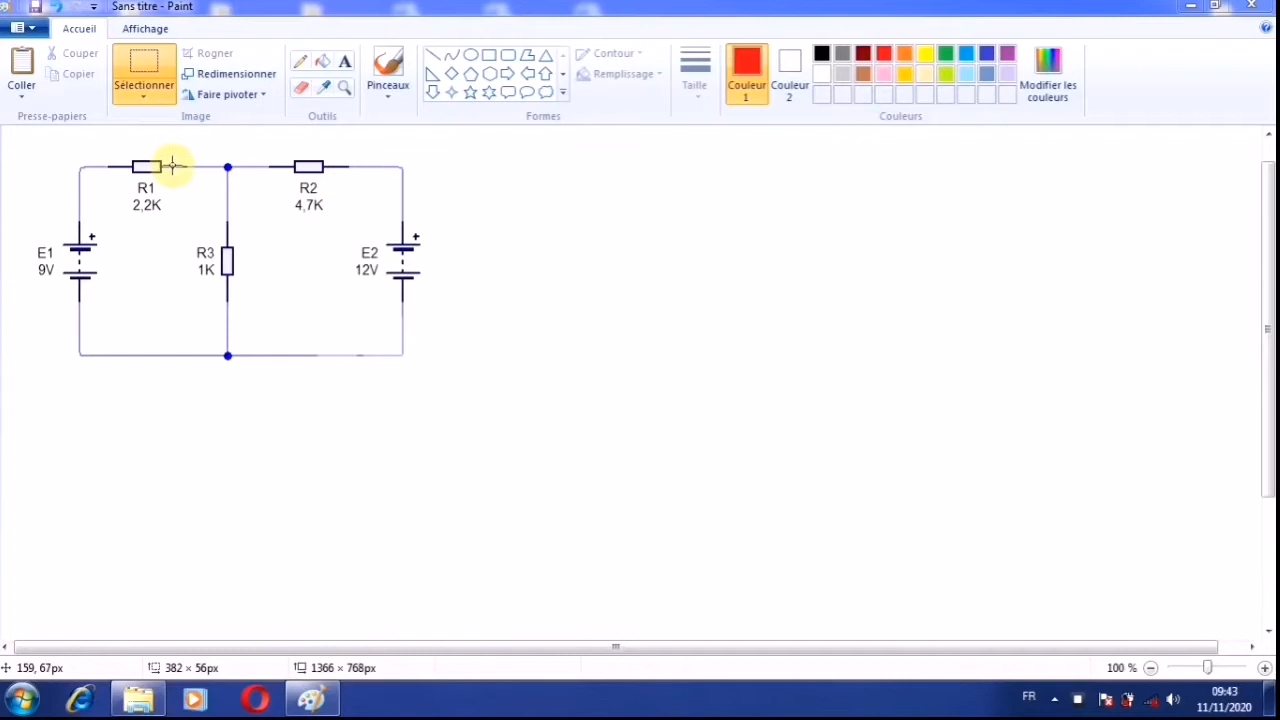 Sans titre - Paint
Accueil Affichage
Coller
Couper
Copier
Presse-papiers
Sélectionner
Rogner
Redimensionner
Faire pivoter
Image
A
Outils
Pinceaux
Contour
Remplissage
Formes
Taille
Couleur 1
Couleur 2
Modifier les couleurs
Couleurs
R1
2,2K
R2
4,7K
E1
9V
+
R3
1K
E2
12V
+
159, 67px
382 × 56px
1366 × 768px
100 %
FR
09:43
11/11/2020